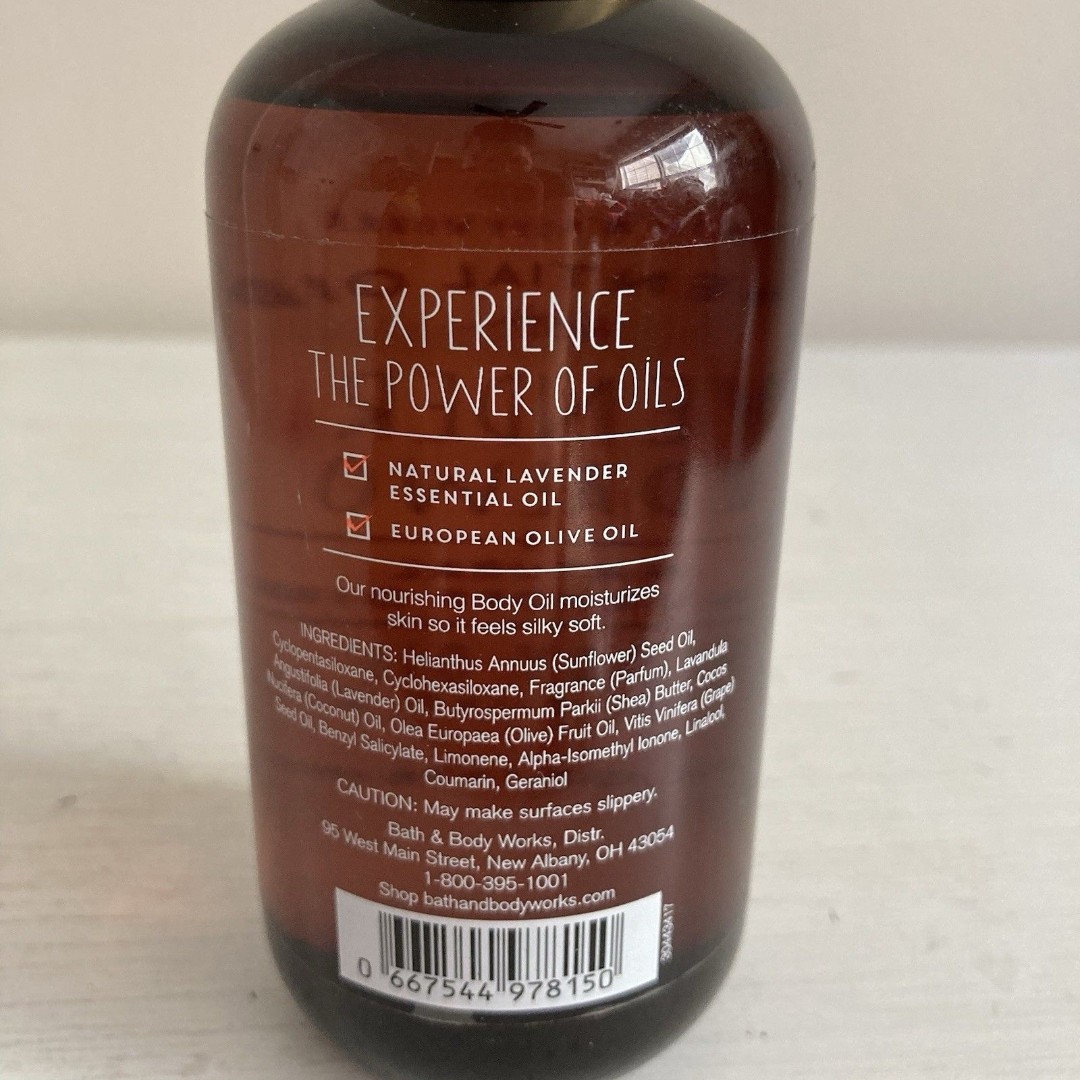 EXPERIENCE
THE POWER OF OILS
NATURAL LAVENDER
ESSENTIAL OIL
EUROPEAN OLIVE OIL
Our nourishing Body Oil moisturizes
skin so it feels silky soft.
INGREDIENTS: Helianthus Annuus (Sunflower) Seed Oil,
Cyclopentasiloxane, Cyclohexasiloxane, Fragrance (Parfum), Lavandula
Angustifolia (Lavender) Oil, Butyrospermum Parkii (Shea) Butter, Cocos
Nucifera (Coconut) Oil, Olea Europaea (Olive) Fruit Oil, Vitis Vinifera (Grape)
Seed Oil, Benzyl Salicylate, Limonene, Alpha-Isomethyl Ionone, Linalool,
Coumarin, Geraniol
CAUTION: May make surfaces slippery.
Bath & Body Works, Distr.
95 West Main Street, New Albany, OH 43054
1-800-395-1001
Shop bathandbodyworks.com
0 667544 978150
30443417